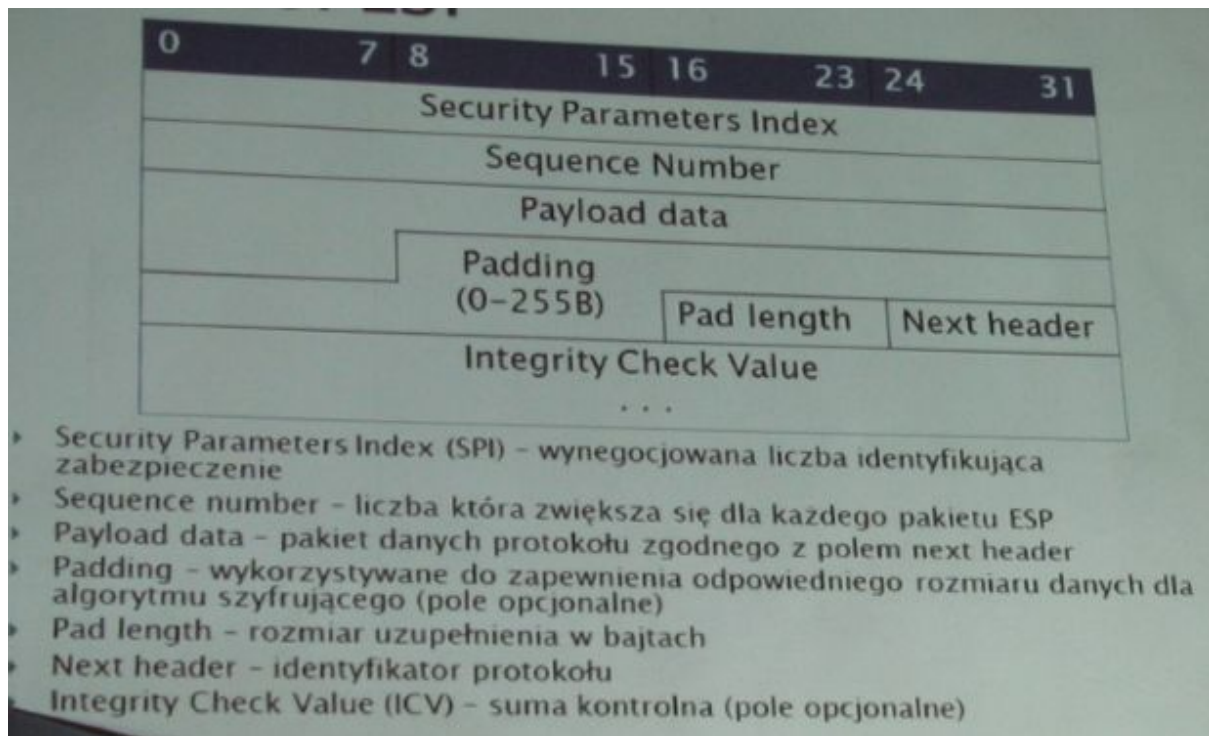 0 7 8 15 16 23 24 31
Security Parameters Index
Sequence Number
Payload data
Padding
(0-255B)
Pad length
Next header
Integrity Check Value
. . .
Security Parameters Index (SPI) – wynegocjowana liczba identyfikująca
zabezpieczenie
Sequence number – liczba która zwiększa się dla każdego pakietu ESP
Payload data – pakiet danych protokołu zgodnego z polem next header
Padding – wykorzystywane do zapewnienia odpowiedniego rozmiaru danych dla
algorytmu szyfrującego (pole opcjonalne)
Pad length – rozmiar uzupełnienia w bajtach
Next header – identyfikator protokołu
Integrity Check Value (ICV) – suma kontrolna (pole opcjonalne)